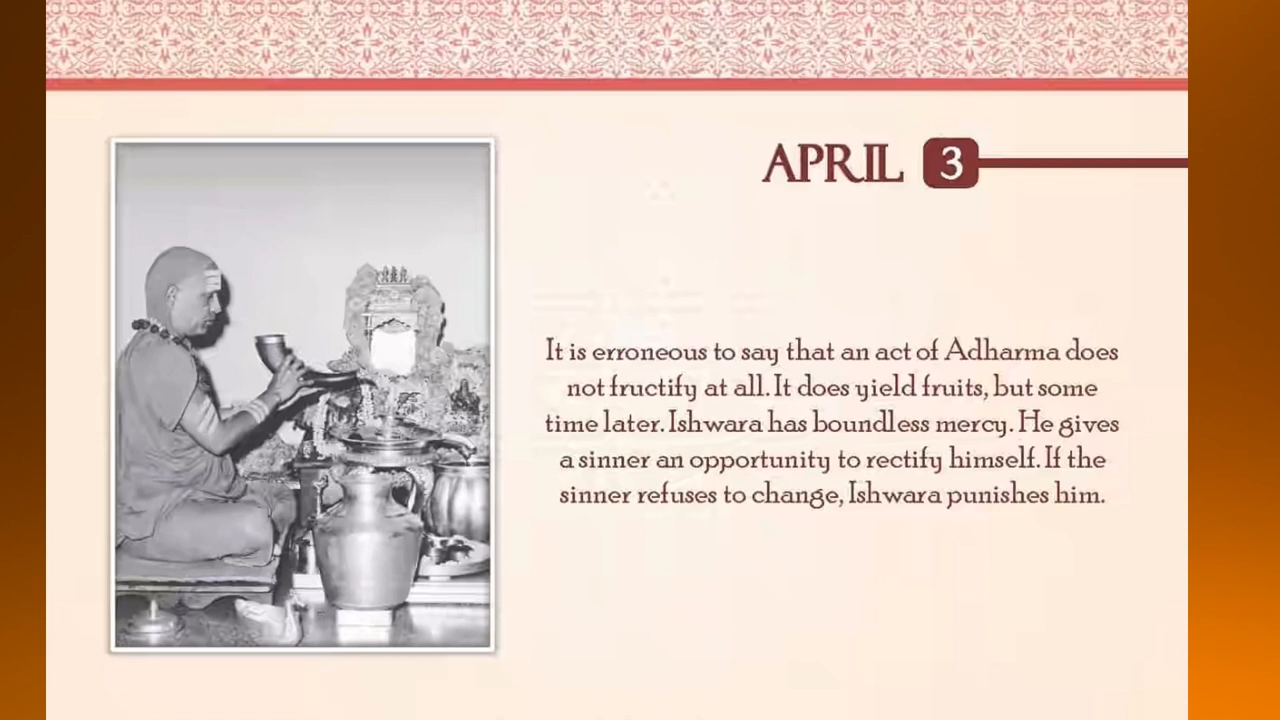 APRIL 3
It is erroneous to say that an act of Adharma does
not fructify at all. It does yield fruits, but some
time later. Ishwara has boundless mercy. He gives
a sinner an opportunity to rectify himself. If the
sinner refuses to change, Ishwara punishes him.